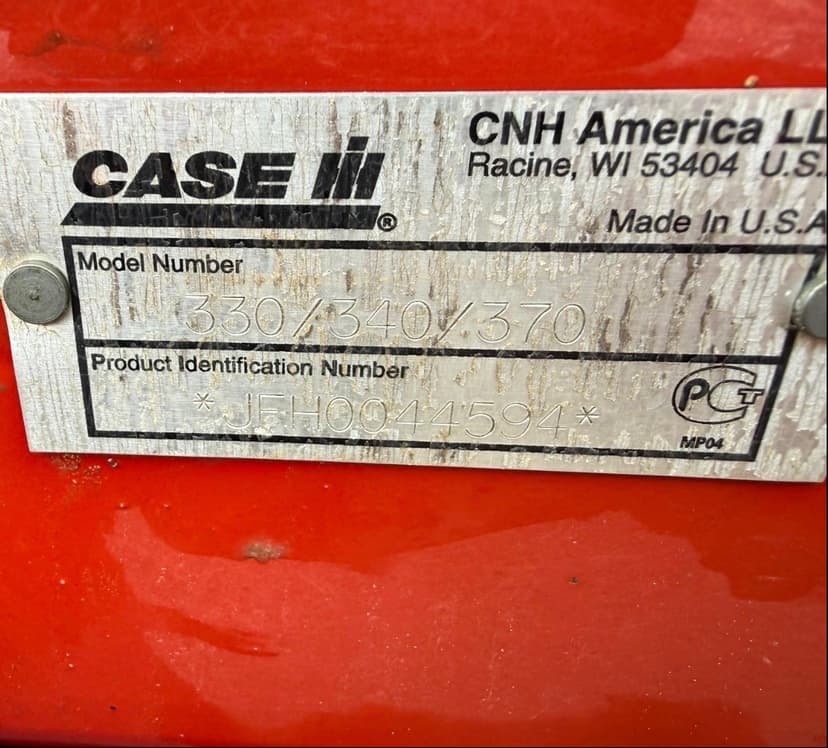 CNH America LL
CASE IH
Racine, WI 53404 U.S.
®
Made In U.S.A
Model Number
330/340/370
Product Identification Number
*JFH0044594*
PCT
MP04